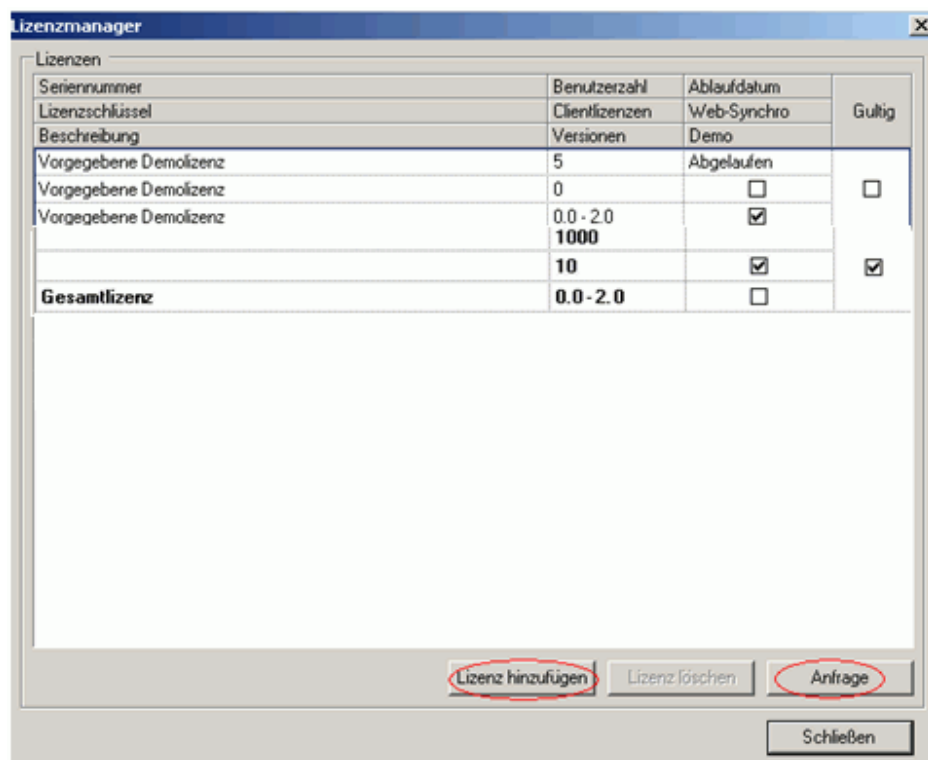 Lizenzmanager
Lizenzen
Seriennummer Benutzerzahl Ablaufdatum
Lizenzschlüssel Clientlizenzen Web-Synchro Gultig
Beschreibung Versionen Demo
Vorgegebene Demolizenz 5 Abgelaufen
Vorgegebene Demolizenz 0
Vorgegebene Demolizenz 0.0 - 2.0
1000
10
Gesamtlizenz 0.0 - 2.0
Lizenz hinzufügen Lizenz löschen Anfrage
Schließen